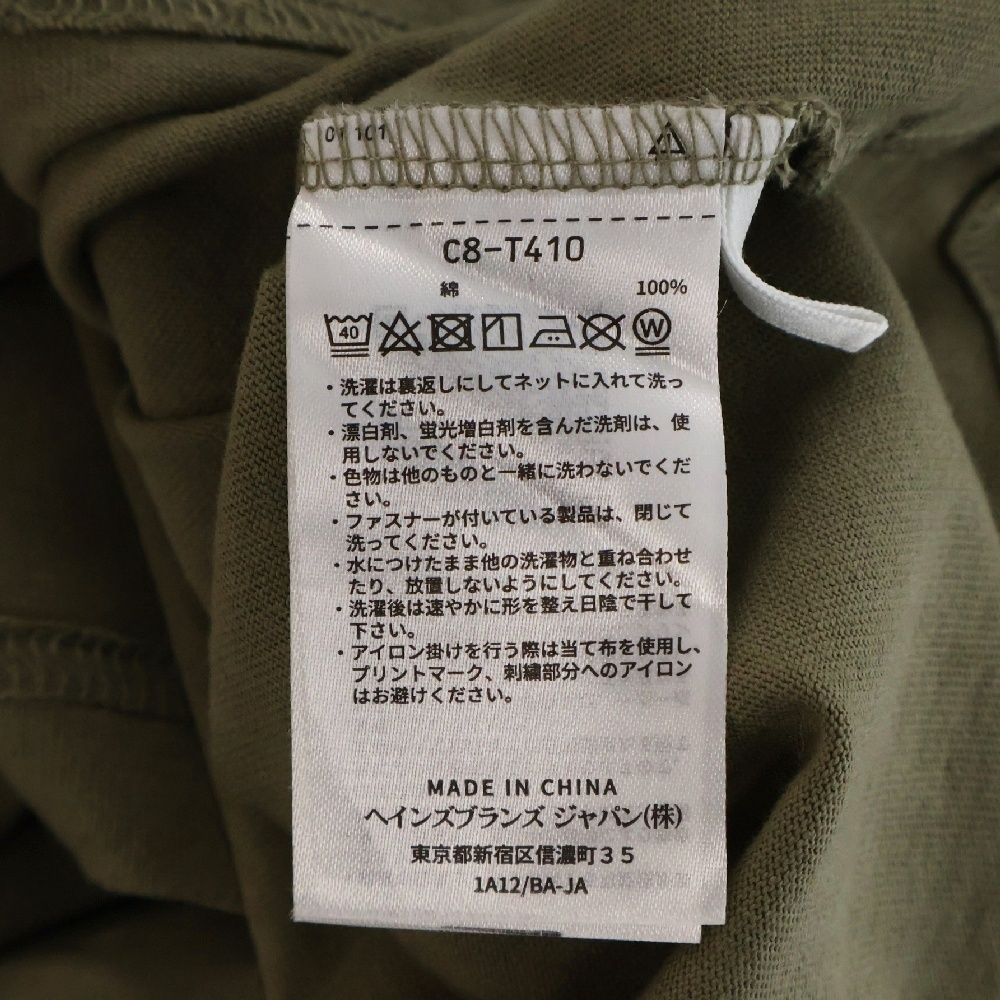 01 101
C8-T410
綿 100%
40 W
・洗濯は裏返しにしてネットに入れて洗っ
てください。
・漂白剤、蛍光増白剤を含んだ洗剤は、使
用しないでください。
・色物は他のものと一緒に洗わないでくだ
さい。
・ファスナーが付いている製品は、閉じて
洗ってください。
・水につけたまま他の洗濯物と重ね合わせ
たり、放置しないようにしてください。
・洗濯後は速やかに形を整え日陰で干して
下さい。
・アイロン掛けを行う際は当て布を使用し、
プリントマーク、刺繍部分へのアイロン
はお避けください。
MADE IN CHINA
ヘインズブランズ ジャパン(株)
東京都新宿区信濃町３５
1A12/BA-JA